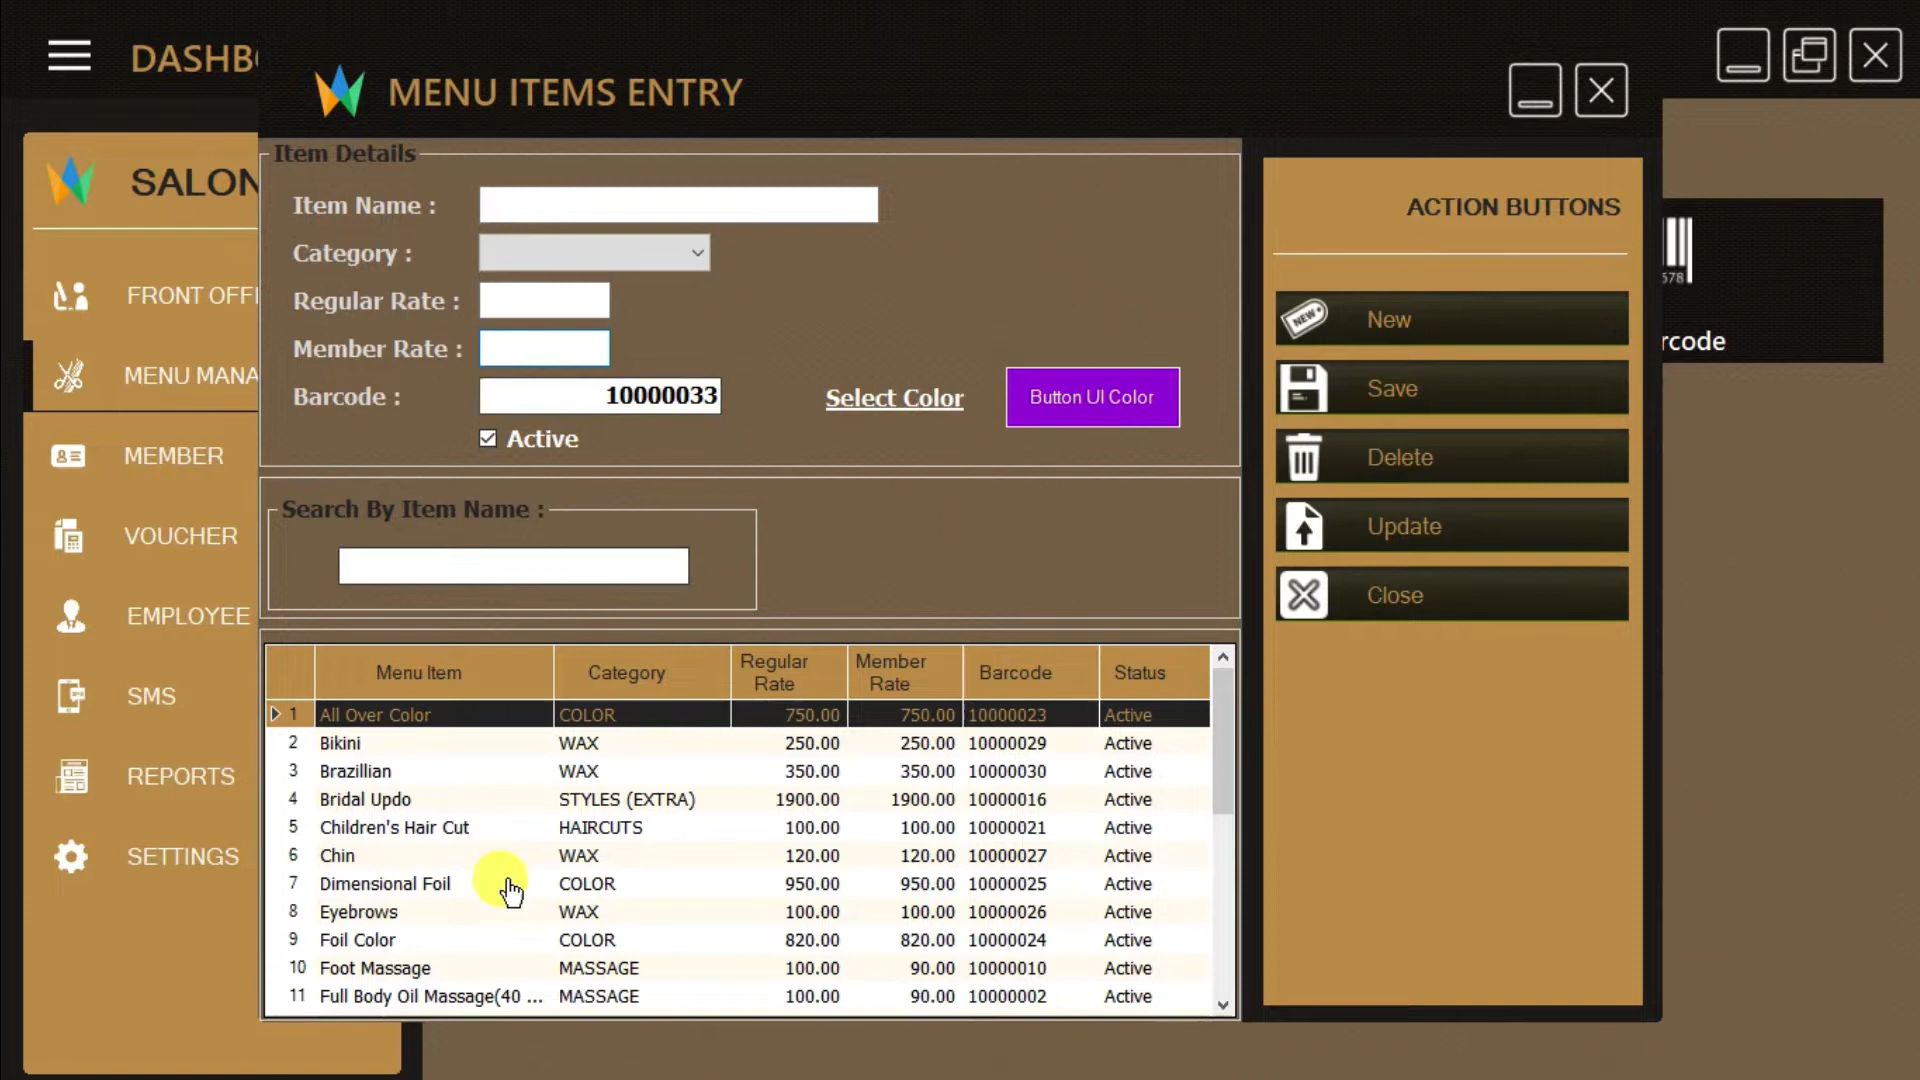 DASHBO
MENU ITEMS ENTRY
SALON
FRONT OFFI
MENU MANA
MEMBER
VOUCHER
EMPLOYEE
SMS
REPORTS
SETTINGS
Item Details
Item Name :
Category :
Regular Rate :
Member Rate :
Barcode : 10000033
Select Color
Button UI Color
Active
Search By Item Name :
Menu Item Category Regular Rate Member Rate Barcode Status
1 All Over Color COLOR 750.00 750.00 10000023 Active
2 Bikini WAX 250.00 250.00 10000029 Active
3 Brazillian WAX 350.00 350.00 10000030 Active
4 Bridal Updo STYLES (EXTRA) 1900.00 1900.00 10000016 Active
5 Children's Hair Cut HAIRCUTS 100.00 100.00 10000021 Active
6 Chin WAX 120.00 120.00 10000027 Active
7 Dimensional Foil COLOR 950.00 950.00 10000025 Active
8 Eyebrows WAX 100.00 100.00 10000026 Active
9 Foil Color COLOR 820.00 820.00 10000024 Active
10 Foot Massage MASSAGE 100.00 90.00 10000010 Active
11 Full Body Oil Massage(40 ... MASSAGE 100.00 90.00 10000002 Active
ACTION BUTTONS
NEW
New
Save
Delete
Update
Close
578
rcode